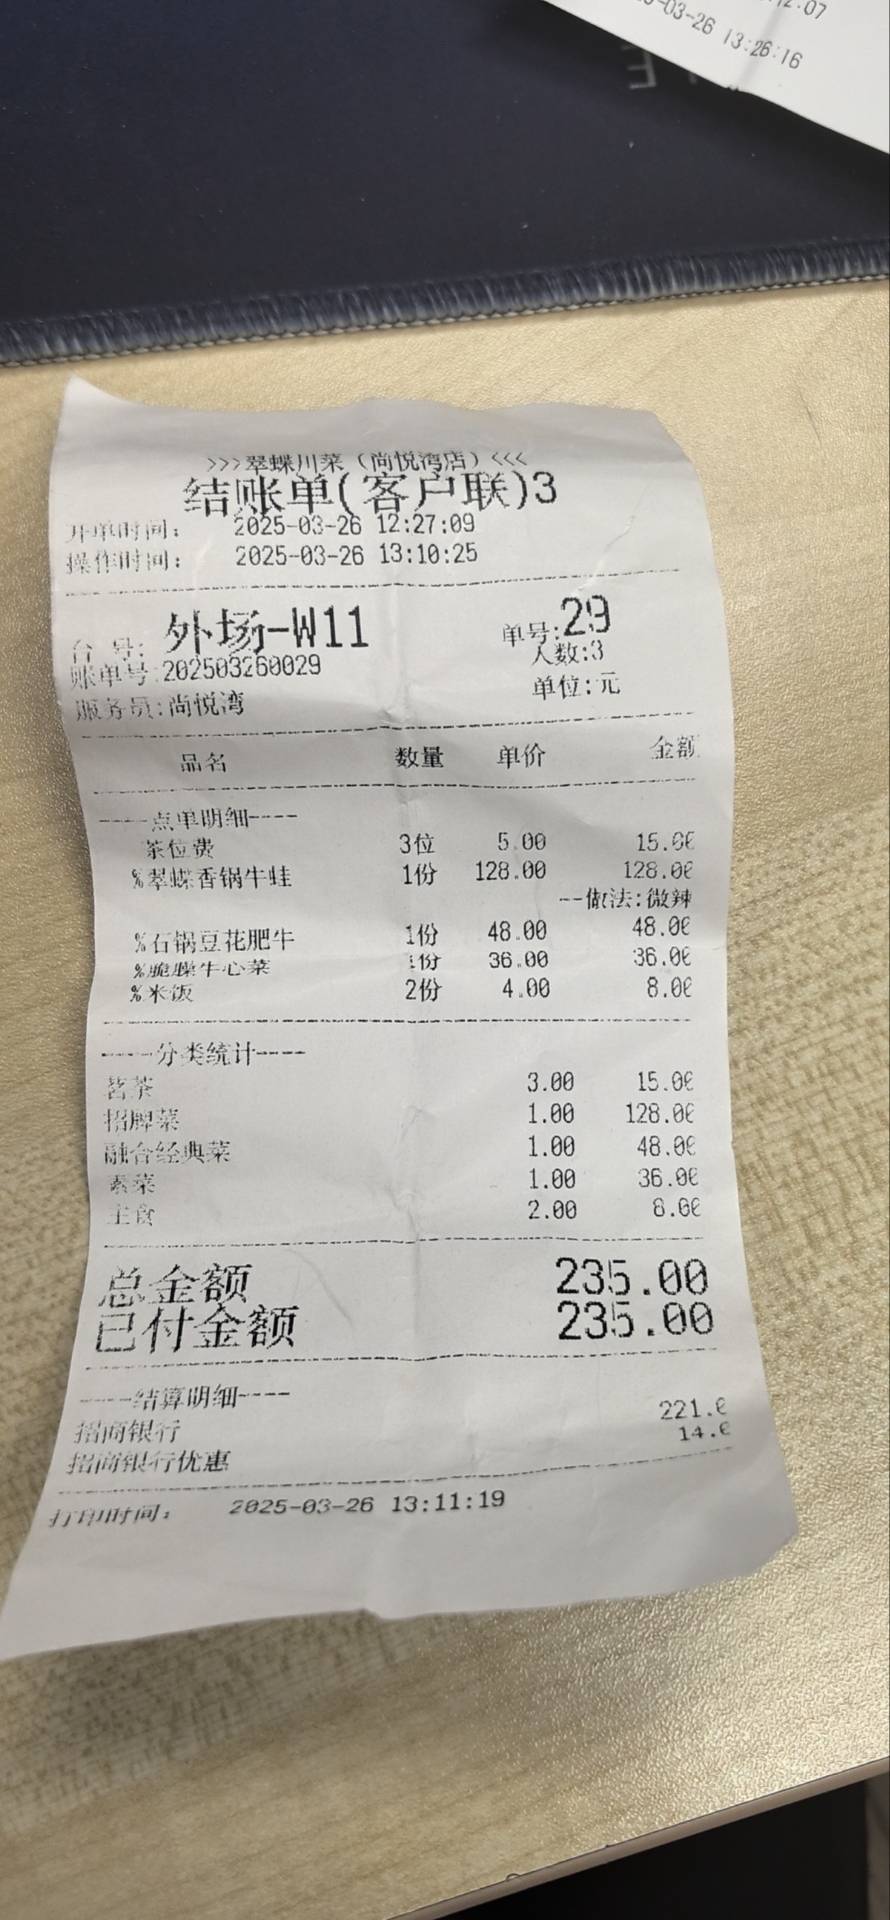 03-26 13:26:16
>>>翠蝶川菜（尚悦湾店）<<<
结账单(客户联)3
开单时间： 2025-03-26 12:27:09
操作时间： 2025-03-26 13:10:25
台 号: 外场-W11 单号:29
账单号:202503260029 人数:3
服务员:尚悦湾 单位:元
品名 数量 单价 金额
----点单明细----
茶位费 3位 5.00 15.00
%翠蝶香锅牛蛙 1份 128.00 128.00
--做法:微辣
%石锅豆花肥牛 1份 48.00 48.00
%脆臊牛心菜 1份 36.00 36.00
%米饭 2份 4.00 8.00
----分类统计----
茗茶 3.00 15.00
招牌菜 1.00 128.00
融合经典菜 1.00 48.00
素菜 1.00 36.00
主食 2.00 8.00
总金额 235.00
已付金额 235.00
----结算明细----
招商银行 221.0
招商银行优惠 14.0
打印时间： 2025-03-26 13:11:19